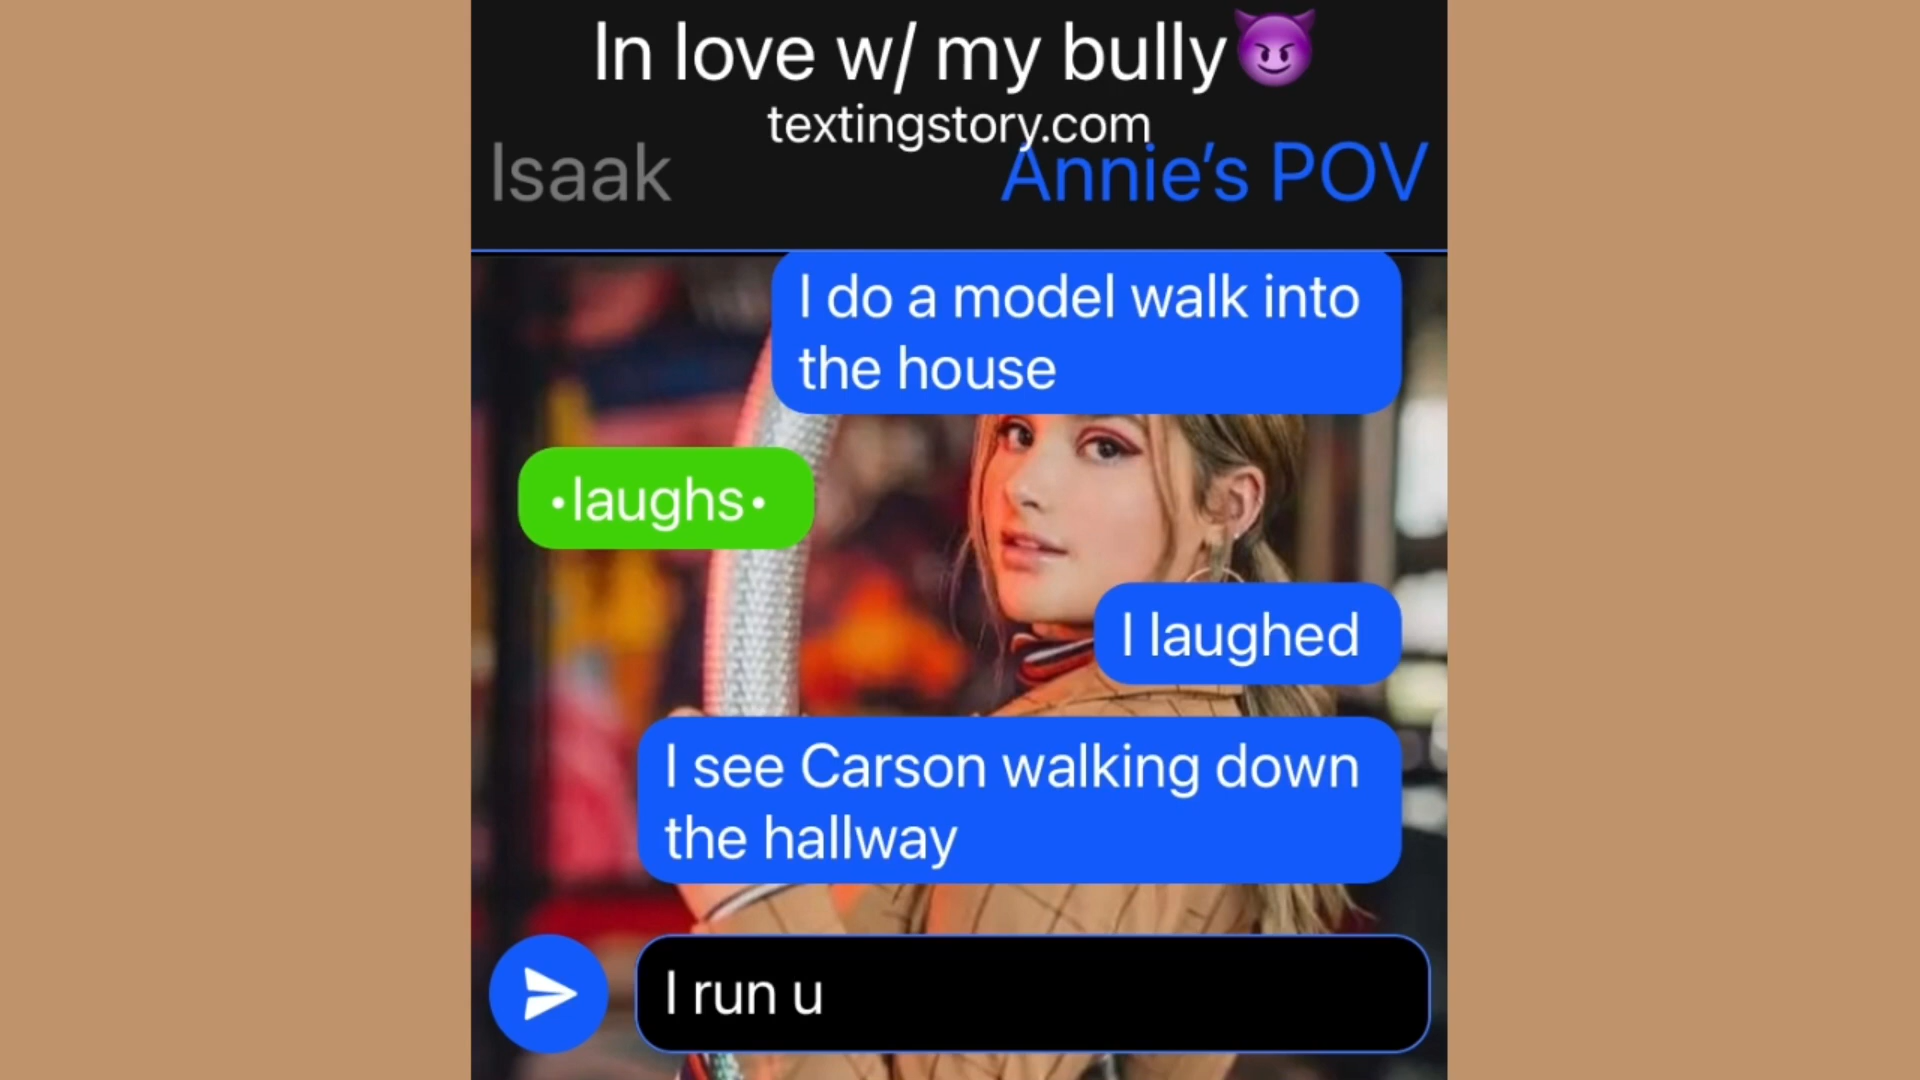 In love w/ my bully😈
textingstory.com
Isaak
Annie’s POV
I do a model walk into
the house
•laughs•
I laughed
I see Carson walking down
the hallway
I run u